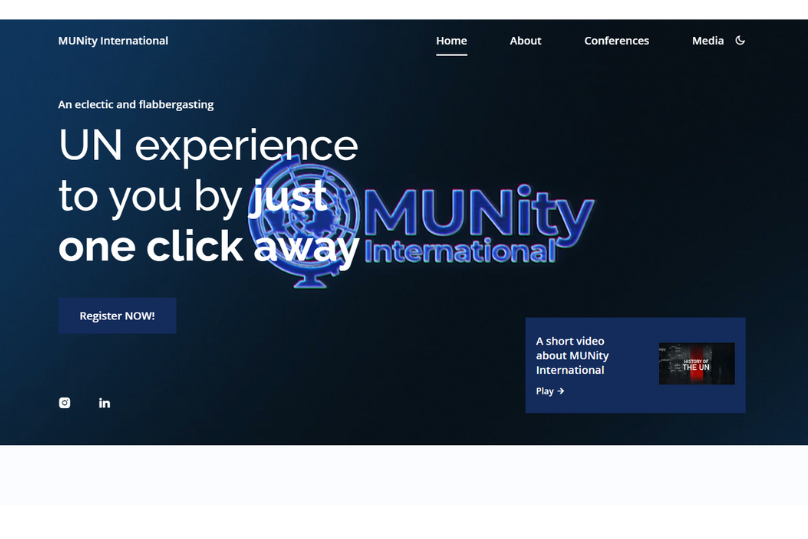 MUNity International
Home
About
Conferences
Media
An eclectic and flabbergasting
UN experience
to you by just
one click away
MUNity
International
Register NOW!
A short video
about MUNity
International
Play →
HISTORY OF
THE UN
in